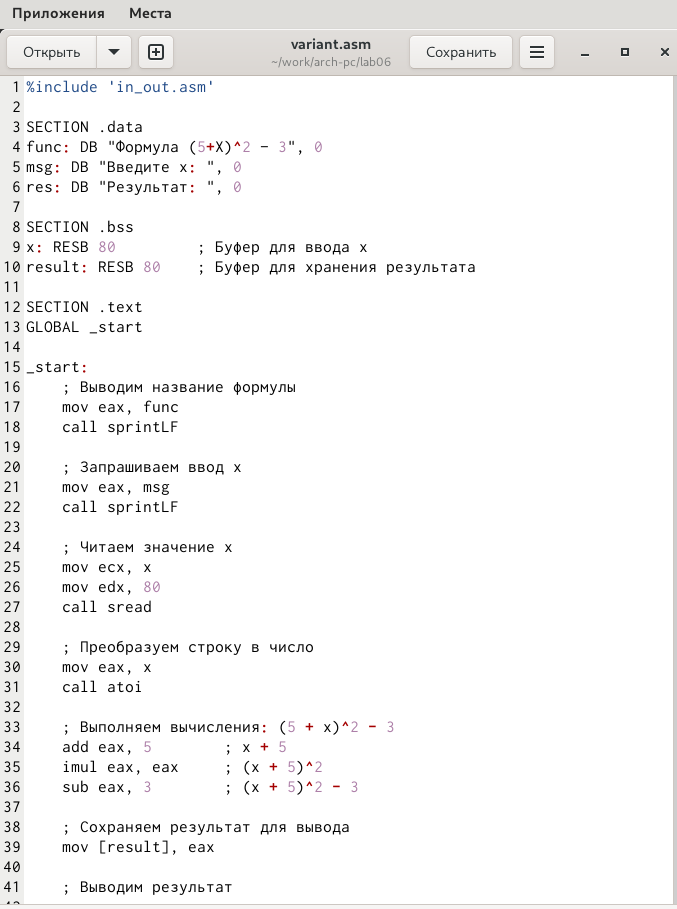 Приложения Места
Открыть variant.asm Сохранить
~/work/arch-pc/lab06
1 %include 'in_out.asm'
2
3 SECTION .data
4 func: DB "Формула (5+X)^2 - 3", 0
5 msg: DB "Введите x: ", 0
6 res: DB "Результат: ", 0
7
8 SECTION .bss
9 x: RESB 80         ; Буфер для ввода x
10 result: RESB 80    ; Буфер для хранения результата
11
12 SECTION .text
13 GLOBAL _start
14
15 _start:
16     ; Выводим название формулы
17     mov eax, func
18     call sprintLF
19
20     ; Запрашиваем ввод x
21     mov eax, msg
22     call sprintLF
23
24     ; Читаем значение x
25     mov ecx, x
26     mov edx, 80
27     call sread
28
29     ; Преобразуем строку в число
30     mov eax, x
31     call atoi
32
33     ; Выполняем вычисления: (5 + x)^2 - 3
34     add eax, 5        ; x + 5
35     imul eax, eax     ; (x + 5)^2
36     sub eax, 3        ; (x + 5)^2 - 3
37
38     ; Сохраняем результат для вывода
39     mov [result], eax
40
41     ; Выводим результат